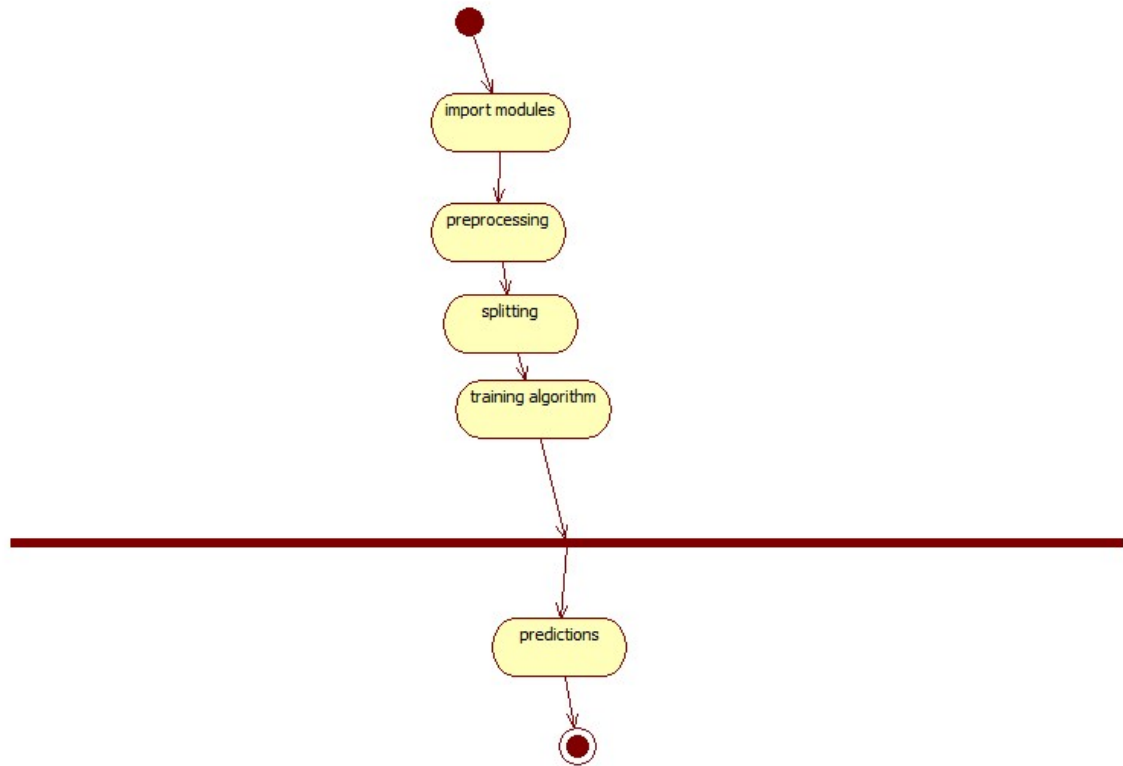 import modules
preprocessing
splitting
training algorithm
predictions